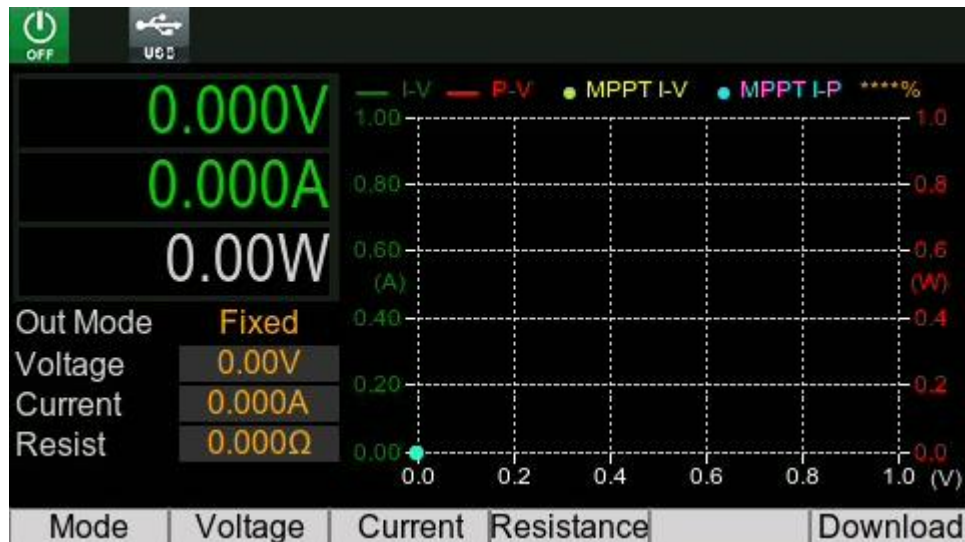 OFF USB
0.000V
0.000A
0.00W
Out Mode Fixed
Voltage 0.00V
Current 0.000A
Resist 0.000Ω
I-V P-V MPPT I-V MPPT I-P ****%
1.00 1.0
0.80 0.8
0.60 0.6
(A) (W)
0.40 0.4
0.20 0.2
0.00 0.0
0.0 0.2 0.4 0.6 0.8 1.0 (V)
Mode Voltage Current Resistance Download